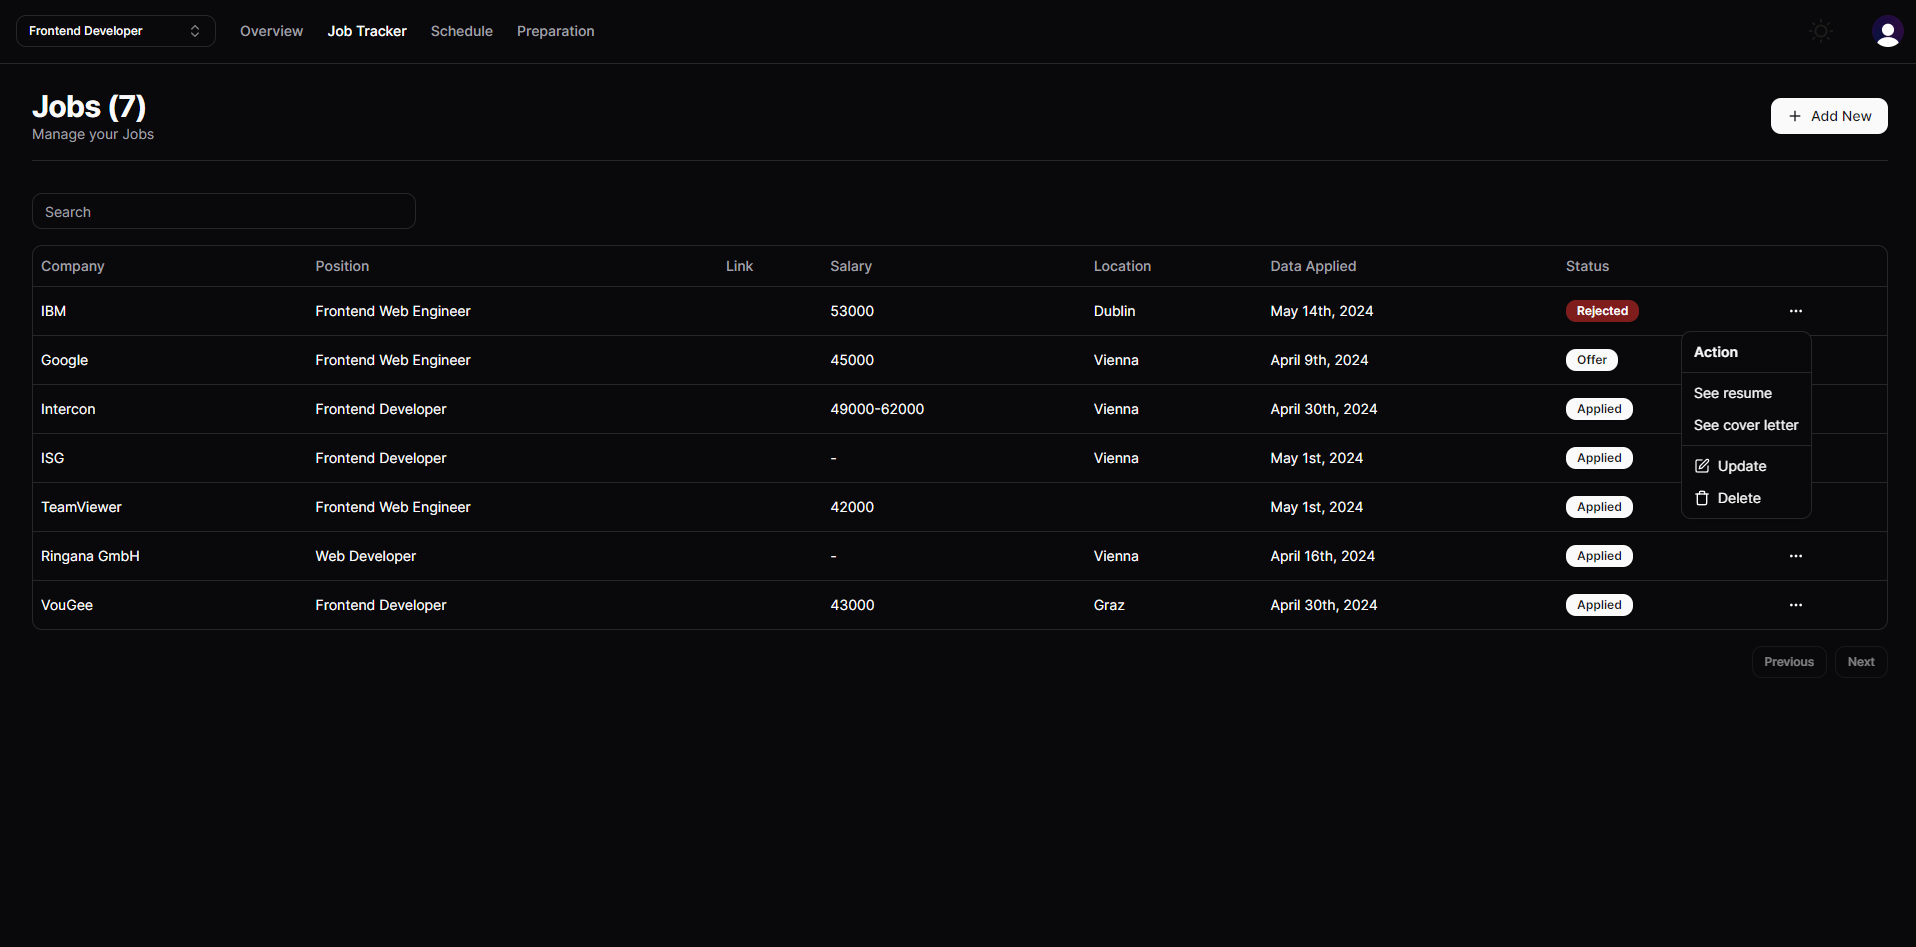 Frontend Developer Overview Job Tracker Schedule Preparation
Jobs (7)
Manage your Jobs
+ Add New
Search
Company Position Link Salary Location Data Applied Status
IBM Frontend Web Engineer 53000 Dublin May 14th, 2024 Rejected ...
Google Frontend Web Engineer 45000 Vienna April 9th, 2024 Offer
Intercon Frontend Developer 49000-62000 Vienna April 30th, 2024 Applied
ISG Frontend Developer - Vienna May 1st, 2024 Applied
TeamViewer Frontend Web Engineer 42000 May 1st, 2024 Applied
Ringana GmbH Web Developer - Vienna April 16th, 2024 Applied ...
VouGee Frontend Developer 43000 Graz April 30th, 2024 Applied ...
Action
See resume
See cover letter
Update
Delete
Previous Next